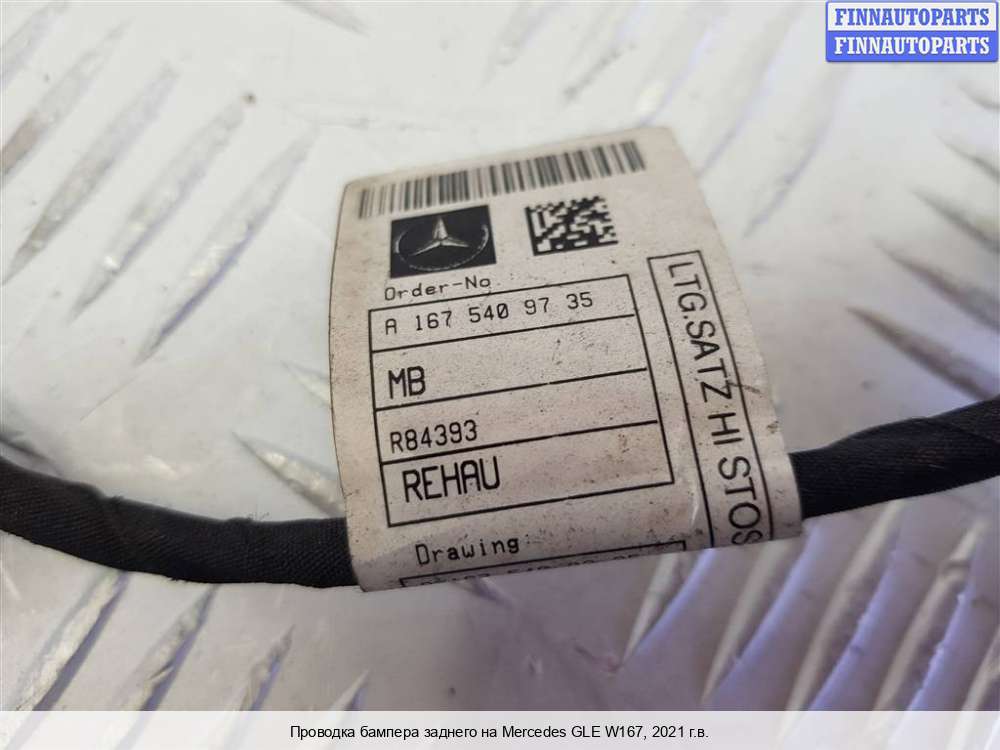 FINNAUTOPARTS
FINNAUTOPARTS
Order-No
A 167 540 97 35
MB
R84393
REHAU
Drawing
LTG.SATZ HI STOS
Проводка бампера заднего на Mercedes GLE W167, 2021 г.в.